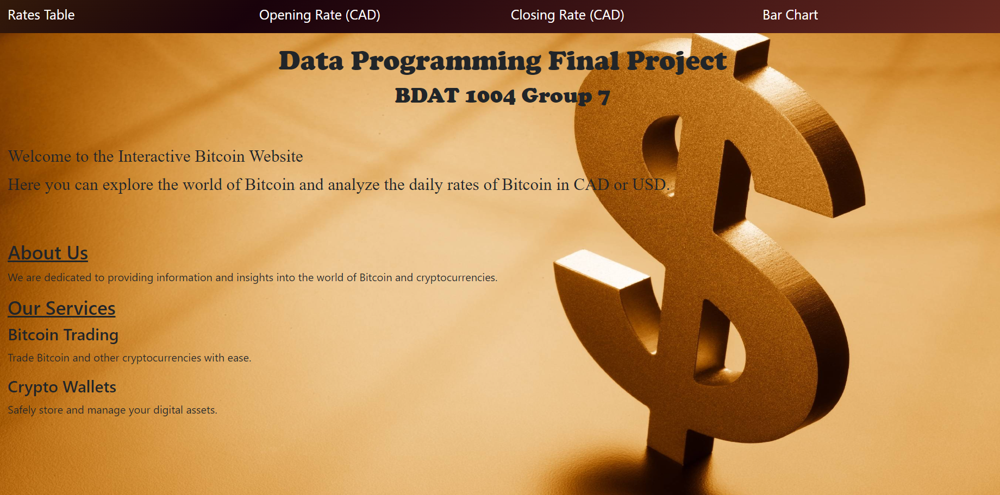 Rates Table
Opening Rate (CAD)
Closing Rate (CAD)
Bar Chart
Data Programming Final Project
BDAT 1004 Group 7
Welcome to the Interactive Bitcoin Website
Here you can explore the world of Bitcoin and analyze the daily rates of Bitcoin in CAD or USD.
About Us
We are dedicated to providing information and insights into the world of Bitcoin and cryptocurrencies.
Our Services
Bitcoin Trading
Trade Bitcoin and other cryptocurrencies with ease.
Crypto Wallets
Safely store and manage your digital assets.